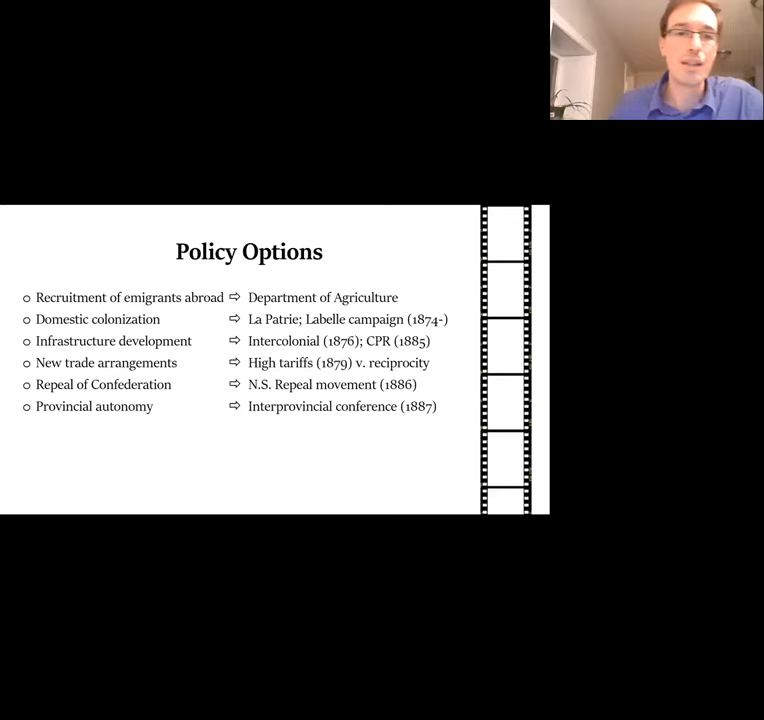 Policy Options
Recruitment of emigrants abroad ⇨ Department of Agriculture
Domestic colonization ⇨ La Patrie; Labelle campaign (1874-)
Infrastructure development ⇨ Intercolonial (1876); CPR (1885)
New trade arrangements ⇨ High tariffs (1879) v. reciprocity
Repeal of Confederation ⇨ N.S. Repeal movement (1886)
Provincial autonomy ⇨ Interprovincial conference (1887)